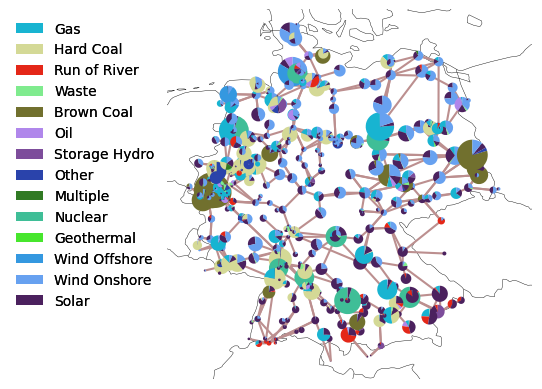 Gas
Hard Coal
Run of River
Waste
Brown Coal
Oil
Storage Hydro
Other
Multiple
Nuclear
Geothermal
Wind Offshore
Wind Onshore
Solar